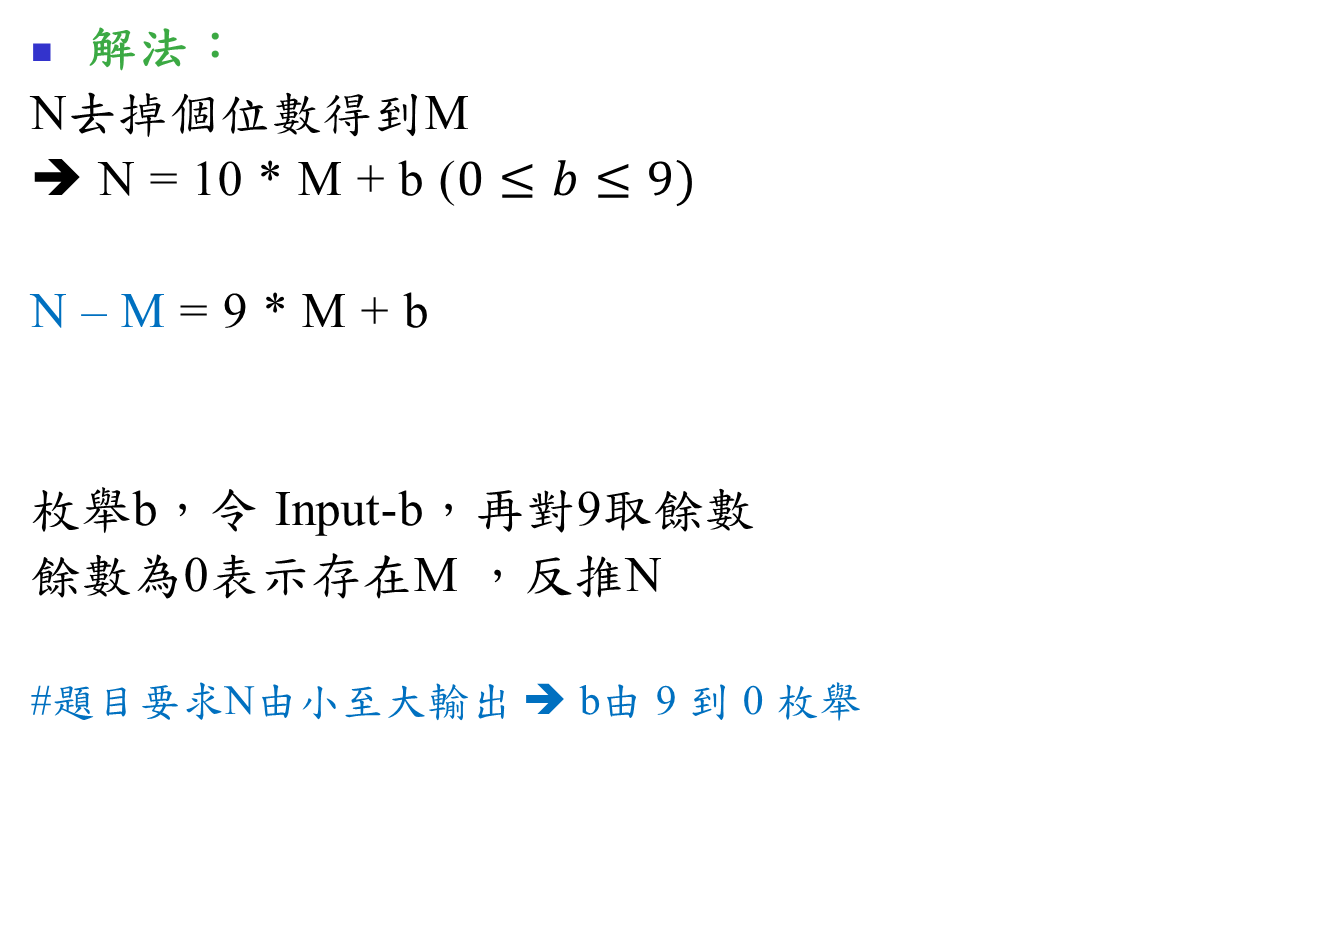 ▪ 解法：
N去掉個位數得到M
➔ N = 10 * M + b (0 ≤ b ≤ 9)
N – M = 9 * M + b
枚舉b，令 Input-b，再對9取餘數
餘數為0表示存在M ，反推N
#題目要求N由小至大輸出 ➔ b由 9 到 0 枚舉